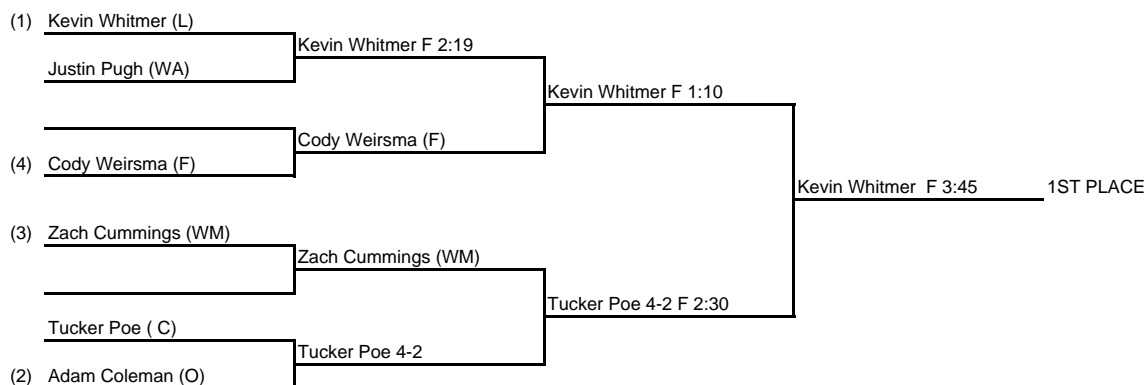 (1) Kevin Whitmer (L)
Kevin Whitmer F 2:19
Justin Pugh (WA)
Kevin Whitmer F 1:10
Cody Weirsma (F)
(4) Cody Weirsma (F)
Kevin Whitmer  F 3:45 1ST PLACE
(3) Zach Cummings (WM)
Zach Cummings (WM)
Tucker Poe 4-2 F 2:30
Tucker Poe ( C)
Tucker Poe 4-2
(2) Adam Coleman (O)